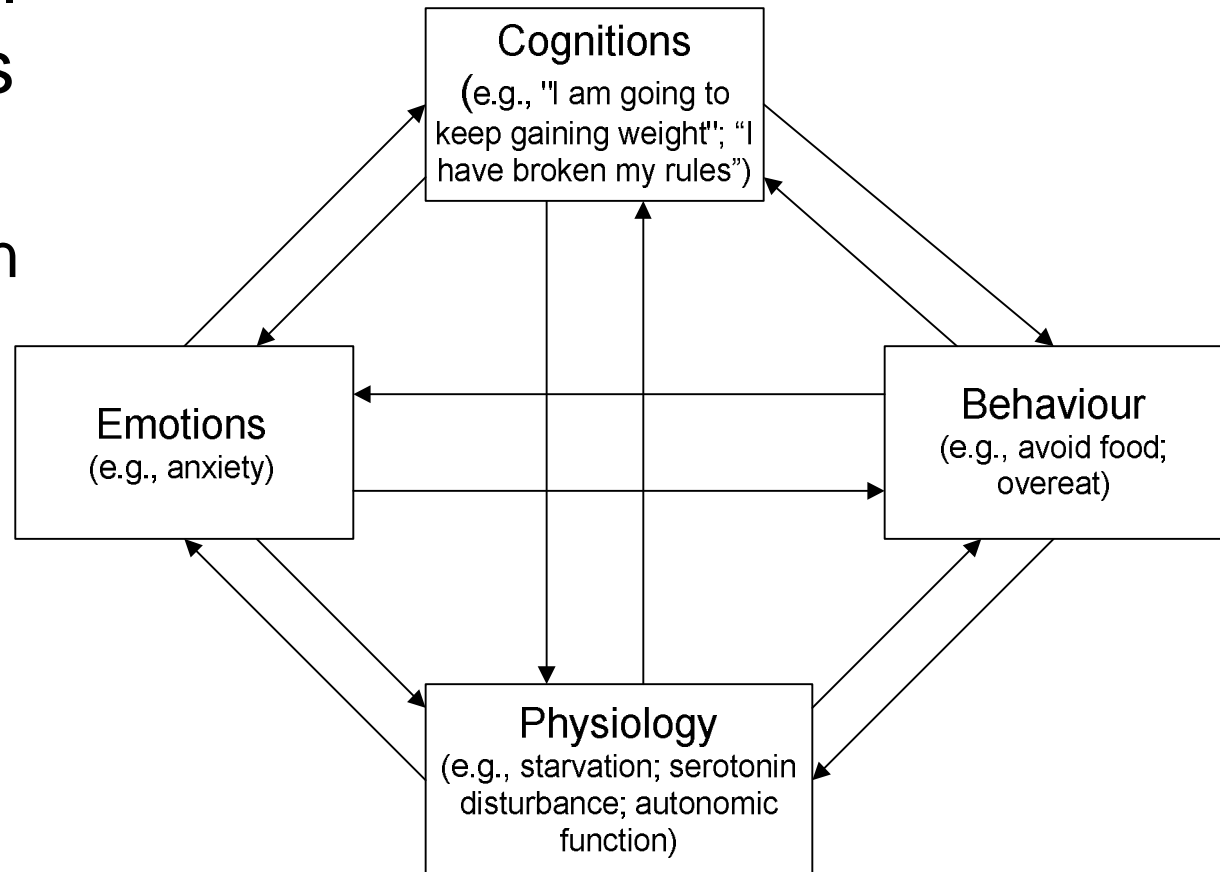 s
n
Cognitions
(e.g., "I am going to
keep gaining weight"; “I
have broken my rules”)
Emotions
(e.g., anxiety)
Behaviour
(e.g., avoid food;
overeat)
Physiology
(e.g., starvation; serotonin
disturbance; autonomic
function)